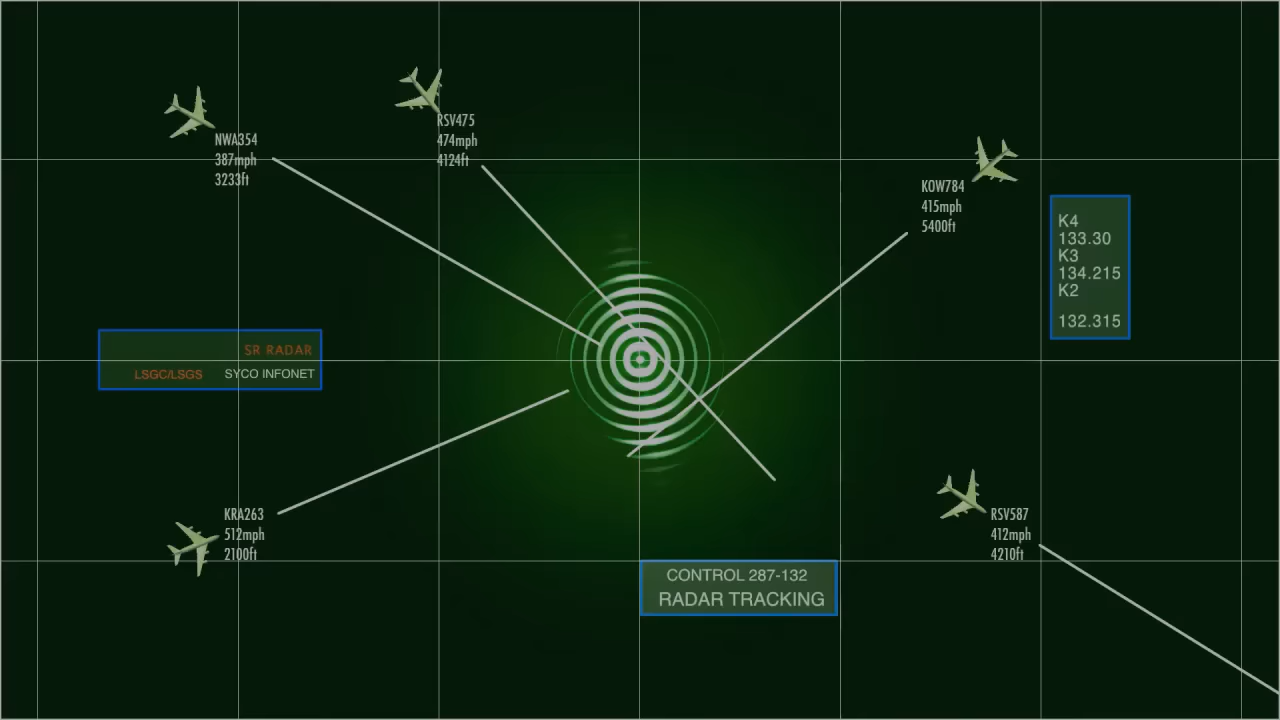 NWA354
387mph
3233ft
RSV475
474mph
4124ft
KOW784
415mph
5400ft
K4
133.30
K3
134.215
K2
132.315
SR RADAR
LSGC/LSGS SYCO INFONET
KRA263
512mph
2100ft
RSV587
412mph
4210ft
CONTROL 287-132
RADAR TRACKING